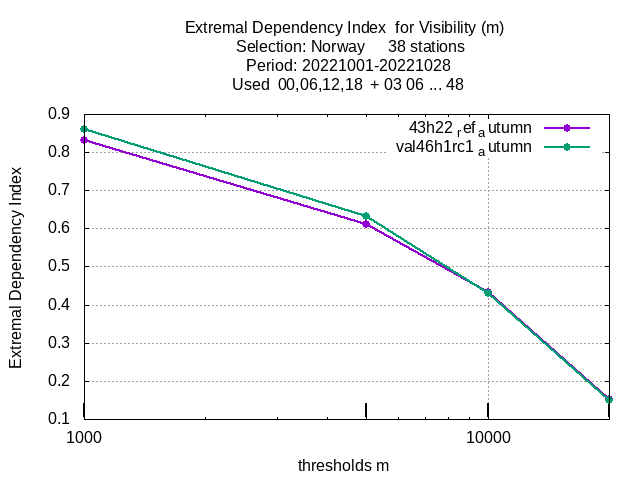 Extremal Dependency Index  for Visibility (m)
Selection: Norway     38 stations
Period: 20221001-20221028
Used  00,06,12,18  + 03 06 ... 48
43h22 ref autumn
val46h1rc1 autumn
Extremal Dependency Index
0.9
0.8
0.7
0.6
0.5
0.4
0.3
0.2
0.1
1000
10000
thresholds m